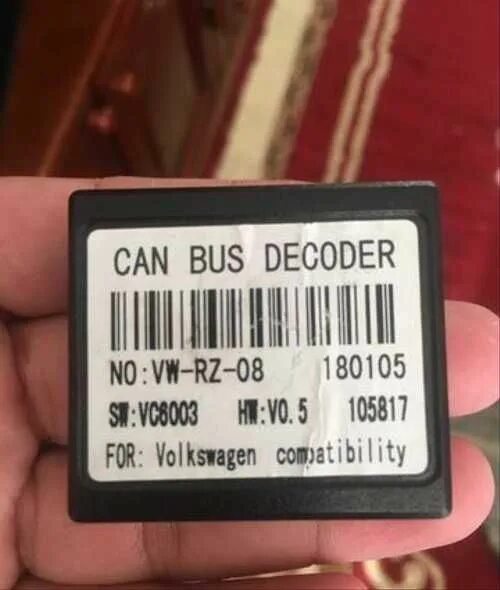 CAN BUS DECODER
NO:VW-RZ-08 180105
SW:VC6003 HW:V0.5 105817
FOR: Volkswagen compatibility